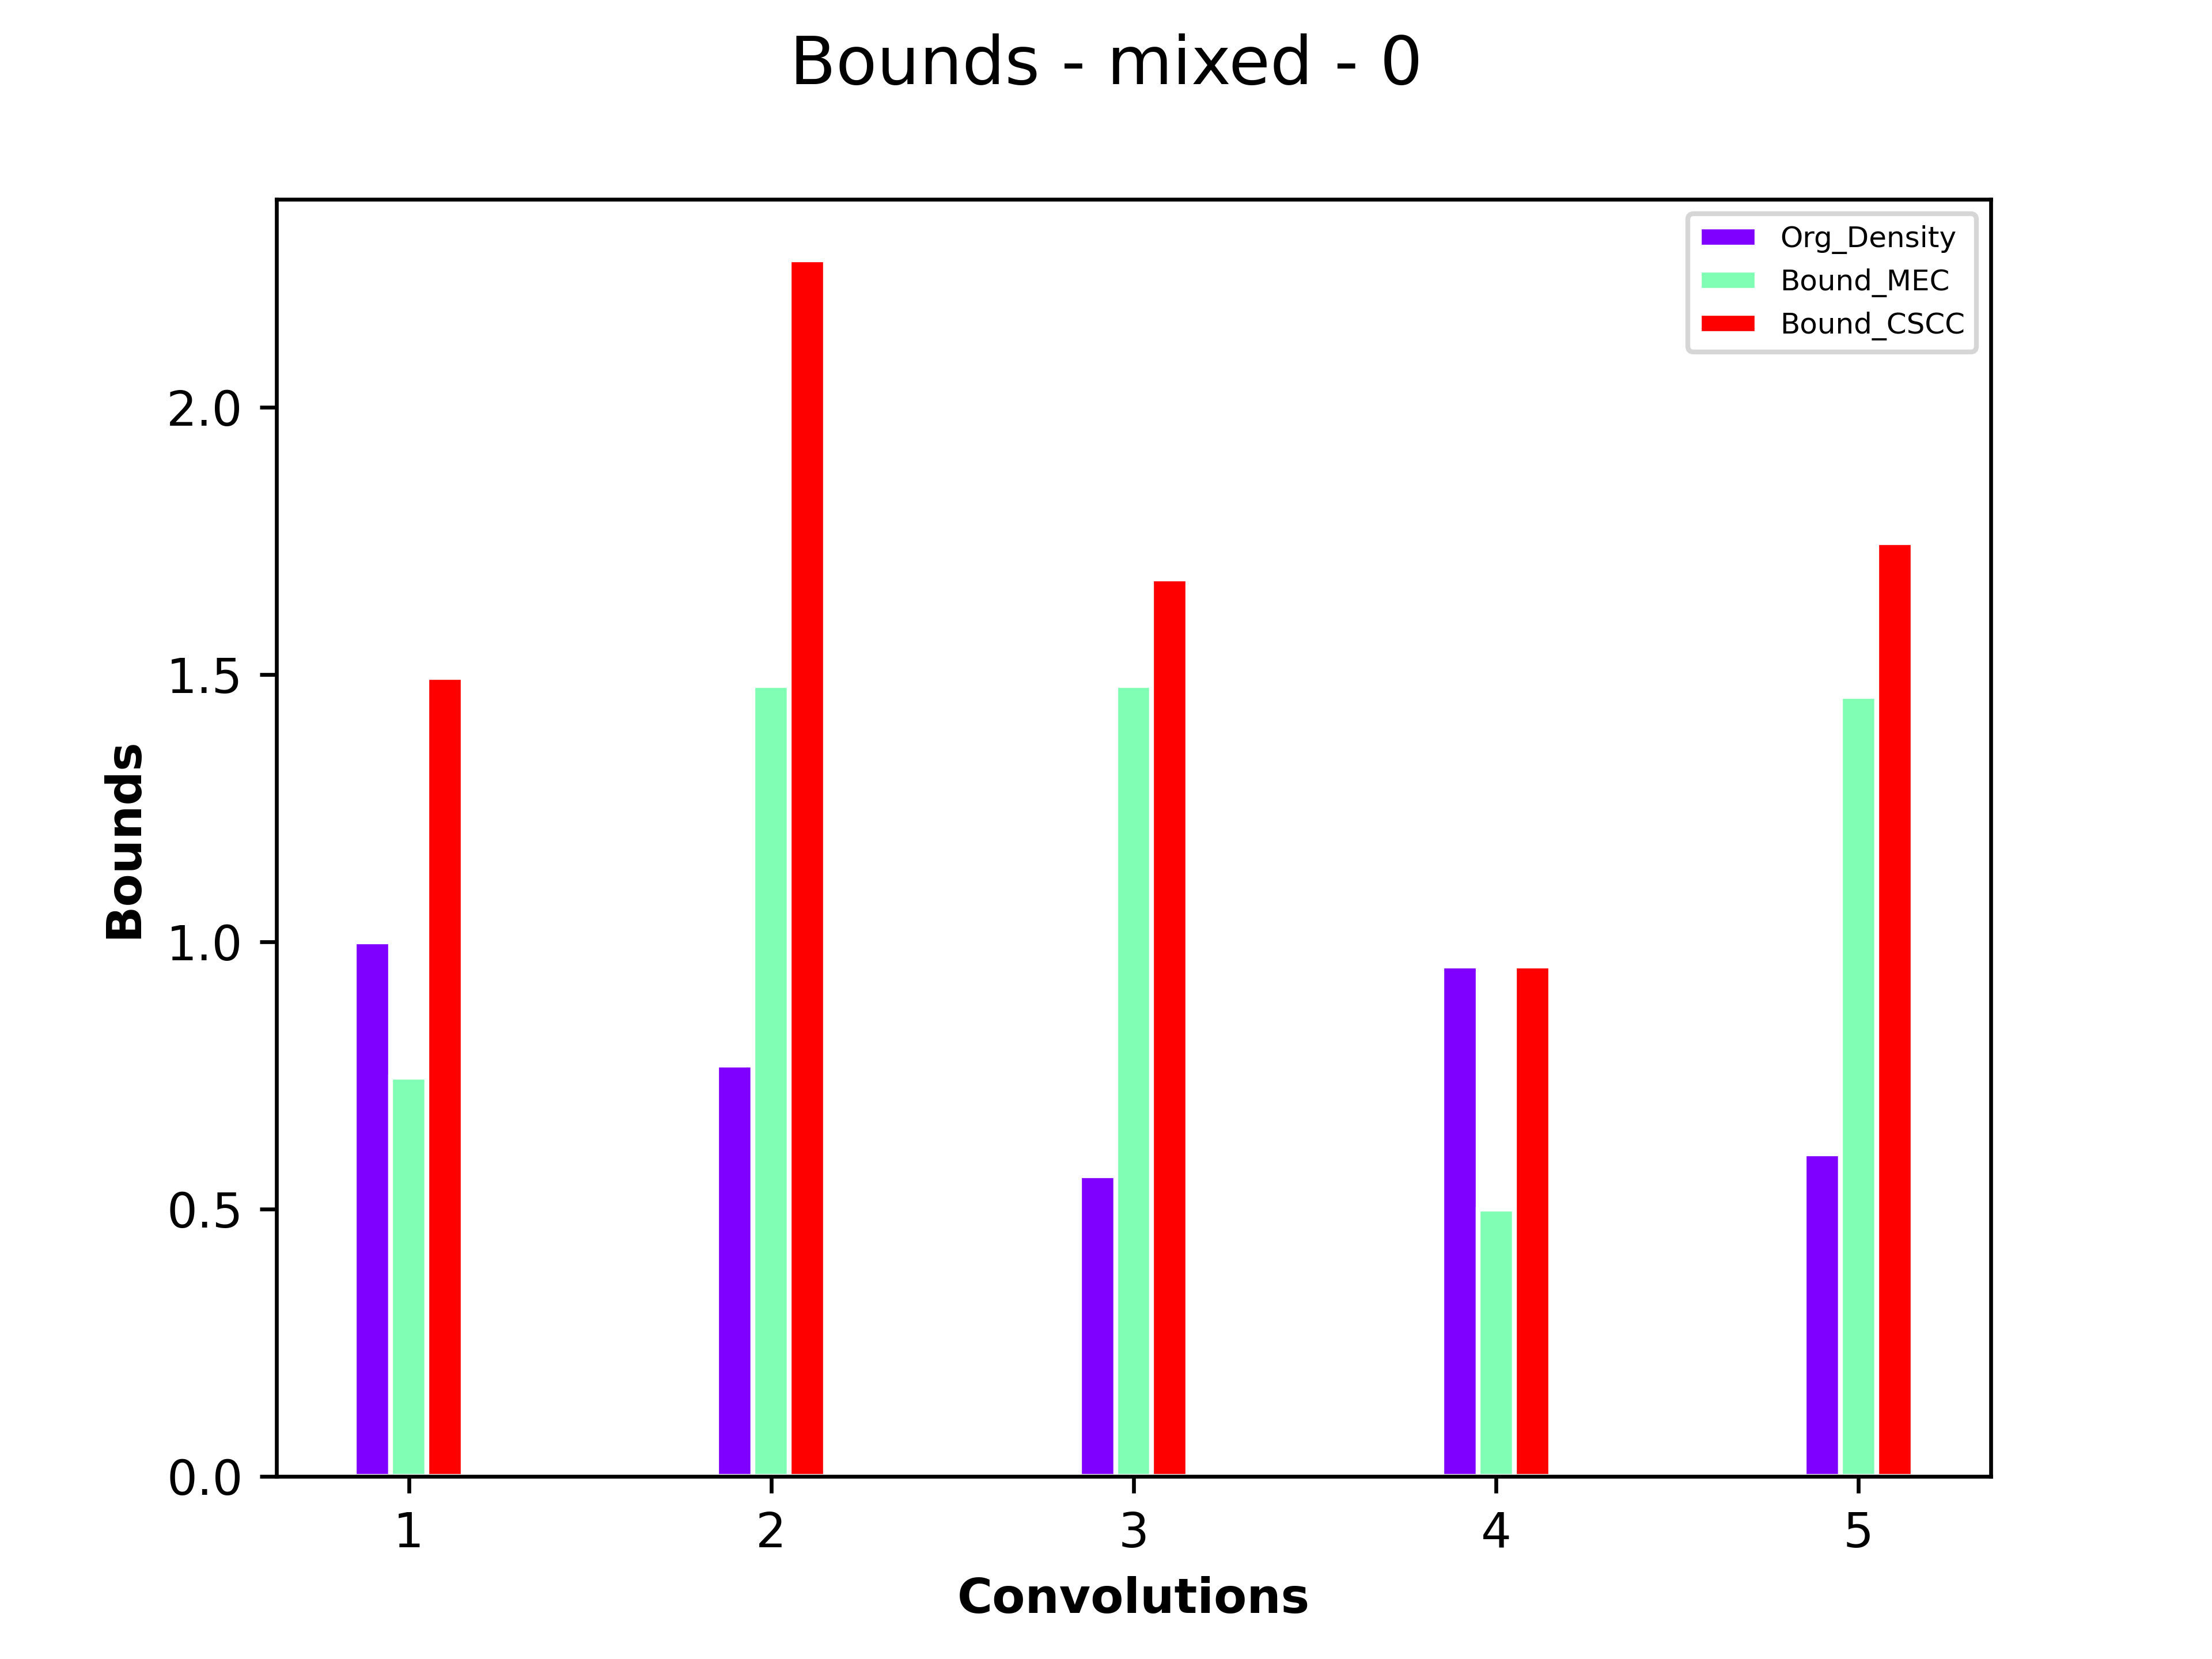 Bounds - mixed - 0
Org_Density
Bound_MEC
Bound_CSCC
2.0
1.5
1.0
0.5
0.0
Bounds
1 2 3 4 5
Convolutions